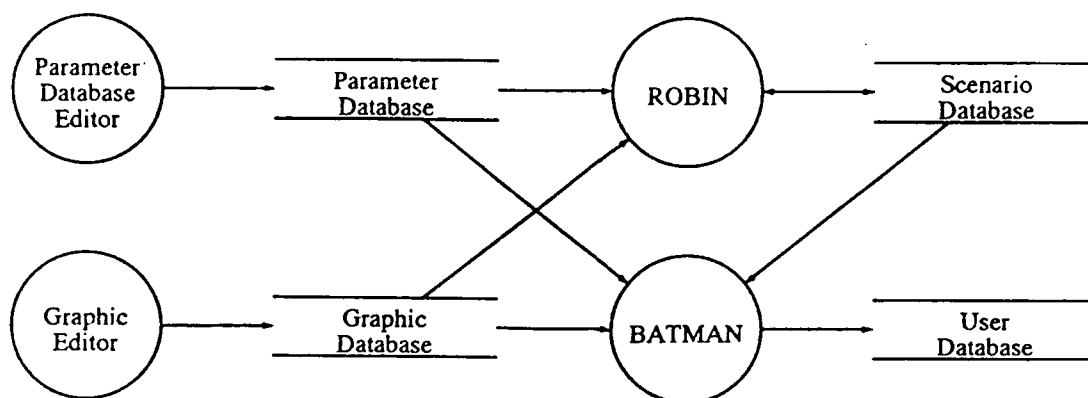 Parameter
Database
Editor
Parameter
Database
ROBIN
Scenario
Database
Graphic
Editor
Graphic
Database
BATMAN
User
Database